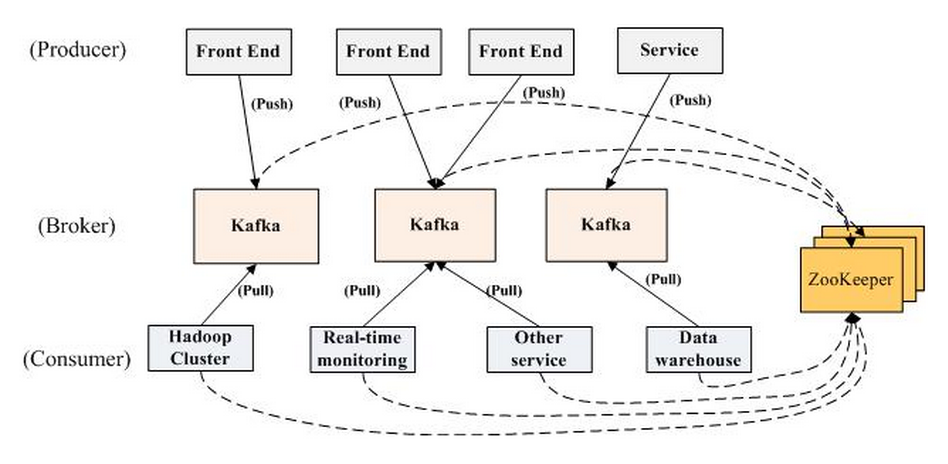 (Producer)
Front End
Front End
Front End
Service
(Push)
(Push)
(Push)
(Push)
(Broker)
Kafka
Kafka
Kafka
ZooKeeper
(Pull)
(Pull)
(Pull)
(Pull)
(Consumer)
Hadoop
Cluster
Real-time
monitoring
Other
service
Data
warehouse